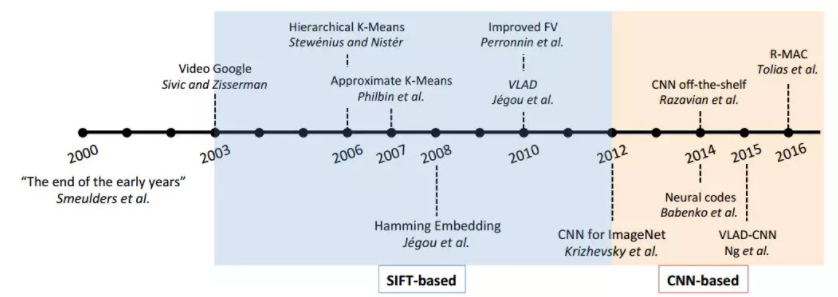 Hierarchical K-Means
Stewénius and Nistér
Improved FV
Perronnin et al.
R-MAC
Tolias et al.
Video Google
Sivic and Zisserman
Approximate K-Means
Philbin et al.
VLAD
Jégou et al.
CNN off-the-shelf
Razavian et al.
2000
2003
2006
2007
2008
2010
2012
2014
2015
2016
“The end of the early years”
Smeulders et al.
Hamming Embedding
Jégou et al.
CNN for ImageNet
Krizhevsky et al.
Neural codes
Babenko et al.
VLAD-CNN
Ng et al.
SIFT-based
CNN-based